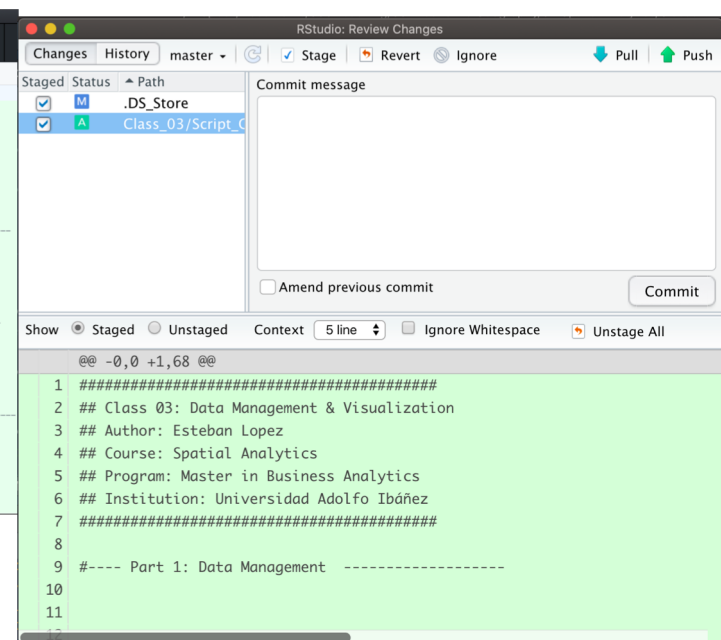 RStudio: Review Changes
Changes History master Stage Revert Ignore Pull Push
Staged Status Path
M .DS_Store
A Class_03/Script_
Commit message
Amend previous commit
Commit
Show Staged Unstaged Context 5 line Ignore Whitespace Unstage All
@@ -0,0 +1,68 @@
1 ##########################################
2 ## Class 03: Data Management & Visualization
3 ## Author: Esteban Lopez
4 ## Course: Spatial Analytics
5 ## Program: Master in Business Analytics
6 ## Institution: Universidad Adolfo Ibáñez
7 ##########################################
8
9 #---- Part 1: Data Management -------------------
10
11
12